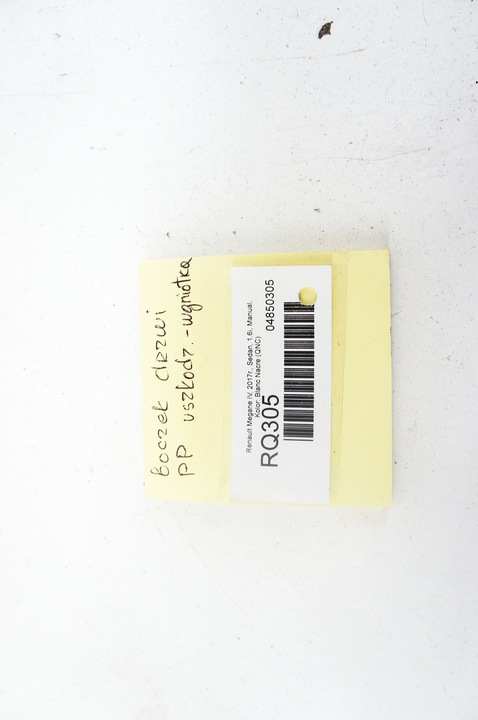 boczek drzwi
PP uszkodz. - wgniotka
Renault Megane IV, 2017r., Sedan, 1.6i, Manual,
Kolor: Blanc Nacre (QNC)
RQ305
04850305